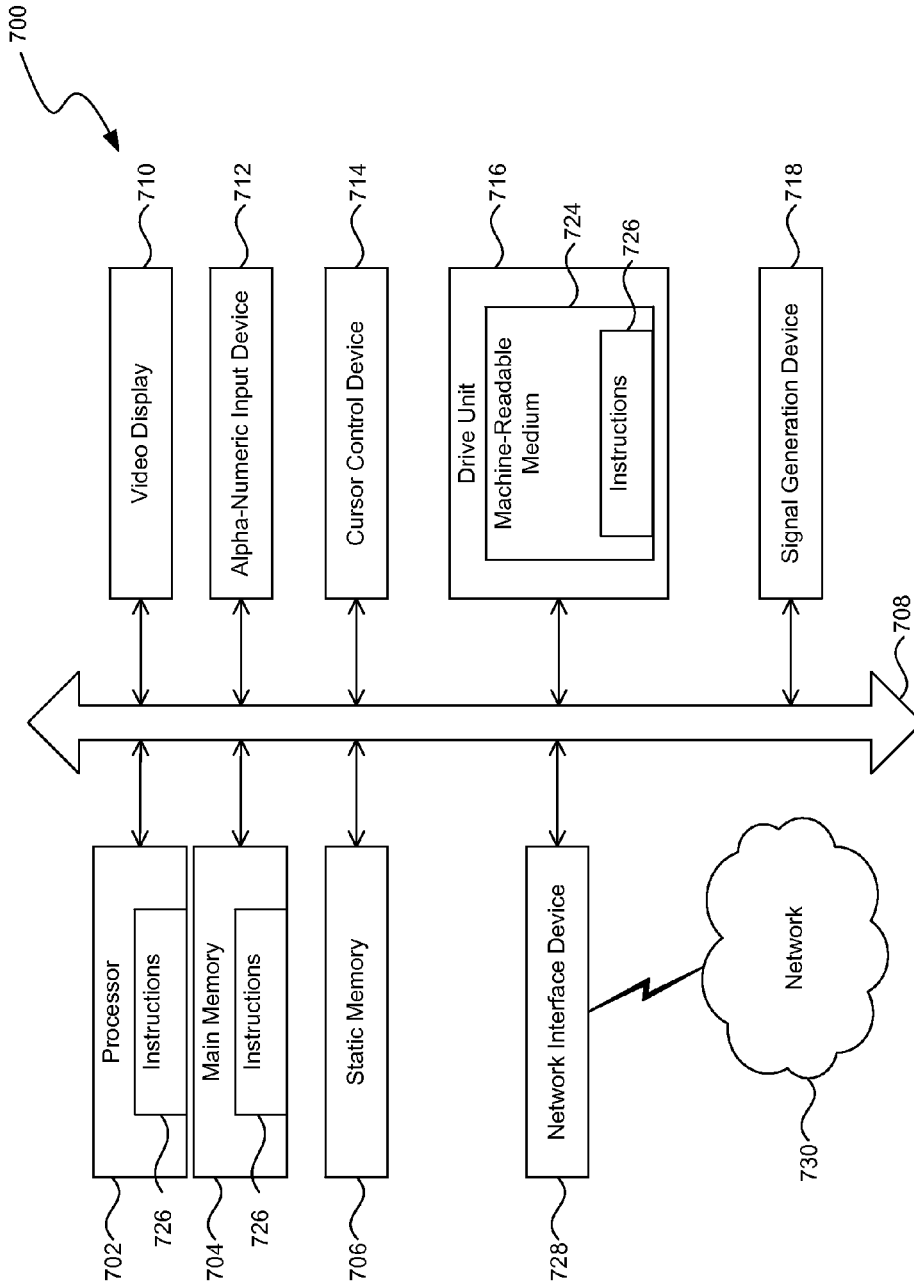 700
702
Processor
726
Instructions
704
Main Memory
726
Instructions
706
Static Memory
728
Network Interface Device
730
Network
708
710
Video Display
712
Alpha-Numeric Input Device
714
Cursor Control Device
716
Drive Unit
724
Machine-Readable
Medium
726
Instructions
718
Signal Generation Device